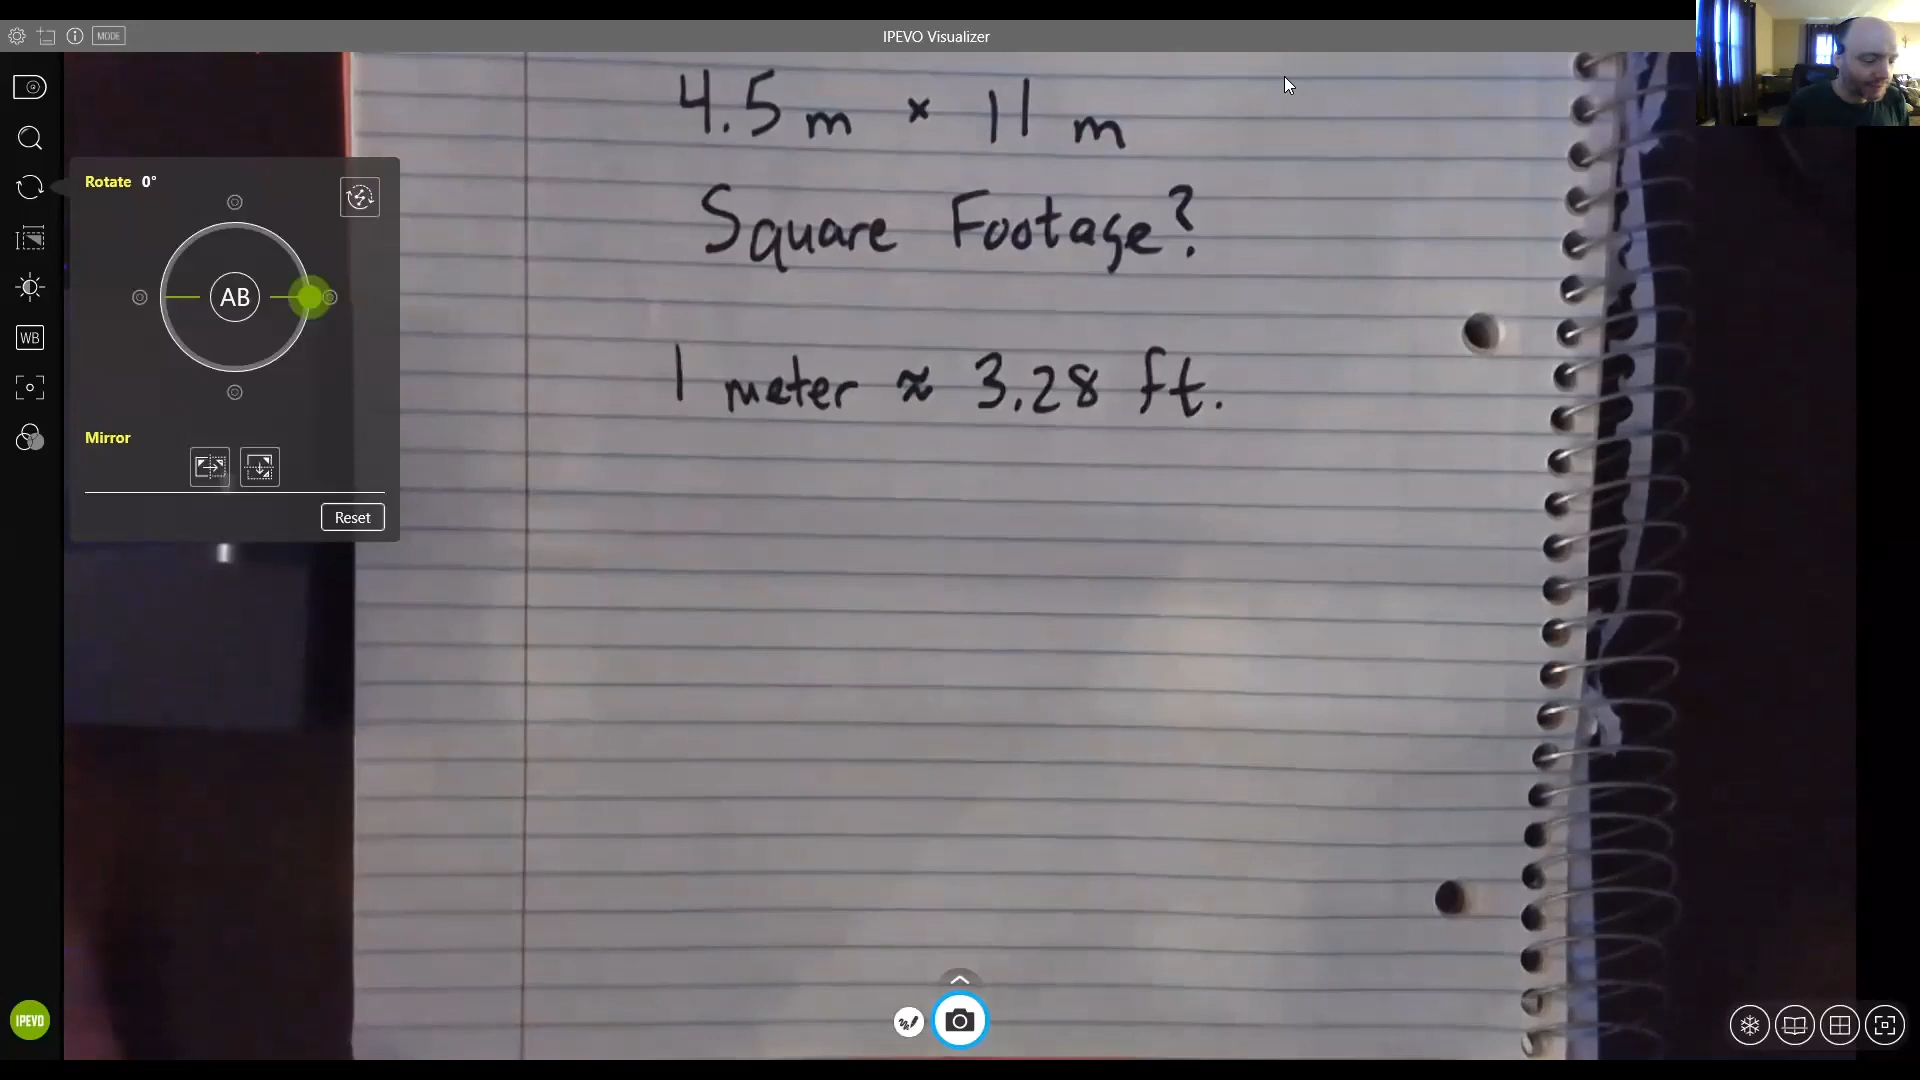 MODE
IPEVO Visualizer
4.5 m × 11 m
Square Footage?
1 meter ≈ 3.28 ft.
Rotate 0°
AB
Mirror
Reset
WB
IPEVO